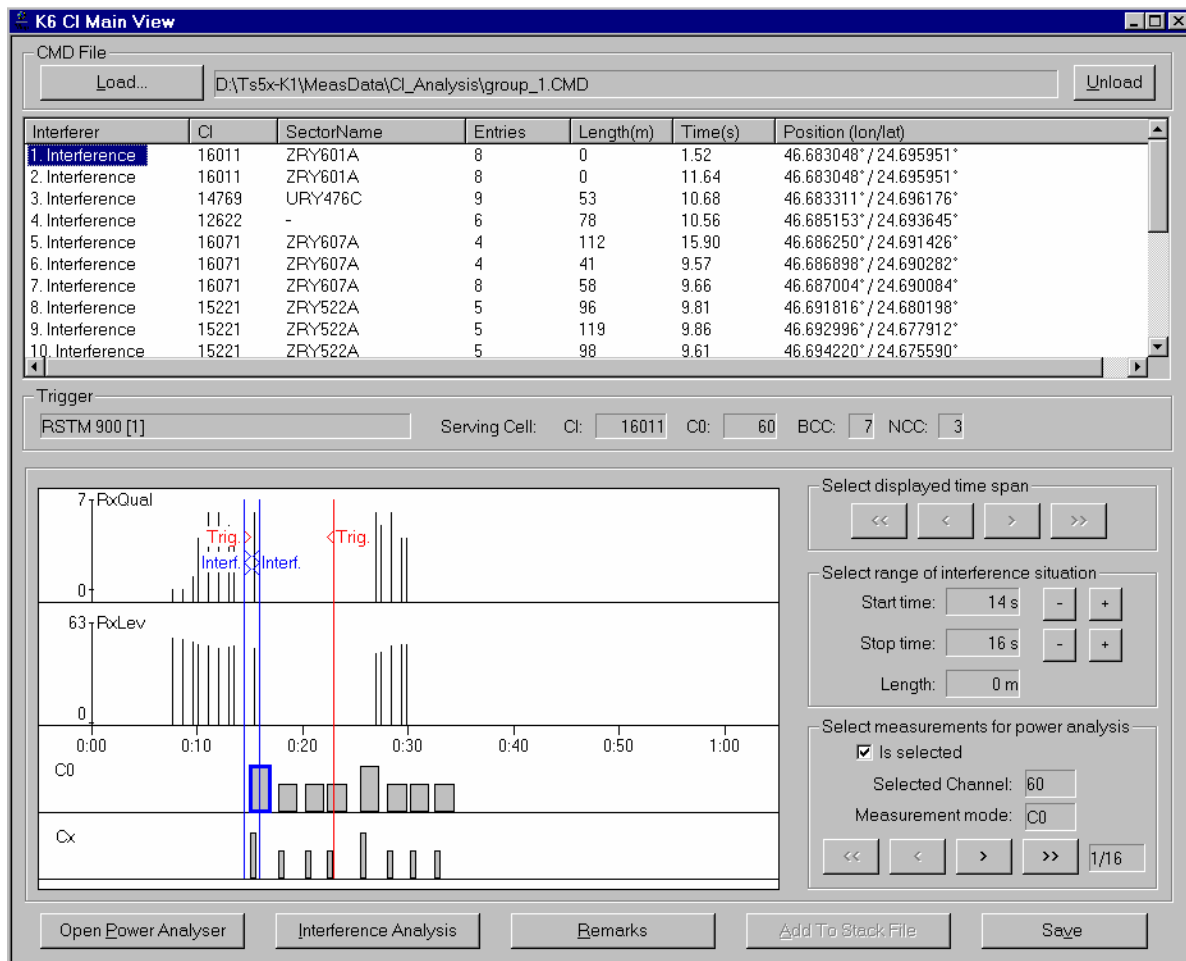 K6 CI Main View
CMD File
Load... D:\Ts5x-K1\MeasData\CI_Analysis\group_1.CMD Unload
Interferer CI SectorName Entries Length(m) Time(s) Position (lon/lat)
1. Interference 16011 ZRY601A 8 0 1.52 46.683048°/ 24.695951°
2. Interference 16011 ZRY601A 8 0 11.64 46.683048°/ 24.695951°
3. Interference 14769 URY476C 9 53 10.68 46.683311°/ 24.696176°
4. Interference 12622 - 6 78 10.56 46.685153°/ 24.693645°
5. Interference 16071 ZRY607A 4 112 15.90 46.686250°/ 24.691426°
6. Interference 16071 ZRY607A 4 41 9.57 46.686898°/ 24.690282°
7. Interference 16071 ZRY607A 8 58 9.66 46.687004°/ 24.690084°
8. Interference 15221 ZRY522A 5 96 9.81 46.691816°/ 24.680198°
9. Interference 15221 ZRY522A 5 119 9.86 46.692996°/ 24.677912°
10. Interference 15221 ZRY522A 5 98 9.61 46.694220°/ 24.675590°
Trigger
RSTM 900 [1] Serving Cell: CI: 16011 C0: 60 BCC: 7 NCC: 3
7 RxQual
Trig. Trig.
Interf. Interf.
0
63 RxLev
0
0:00 0:10 0:20 0:30 0:40 0:50 1:00
C0
Cx
Select displayed time span
<< < > >>
Select range of interference situation
Start time: 14 s - +
Stop time: 16 s - +
Length: 0 m
Select measurements for power analysis
Is selected
Selected Channel: 60
Measurement mode: C0
<< < > >> 1/16
Open Power Analyser Interference Analysis Remarks Add To Stack File Save